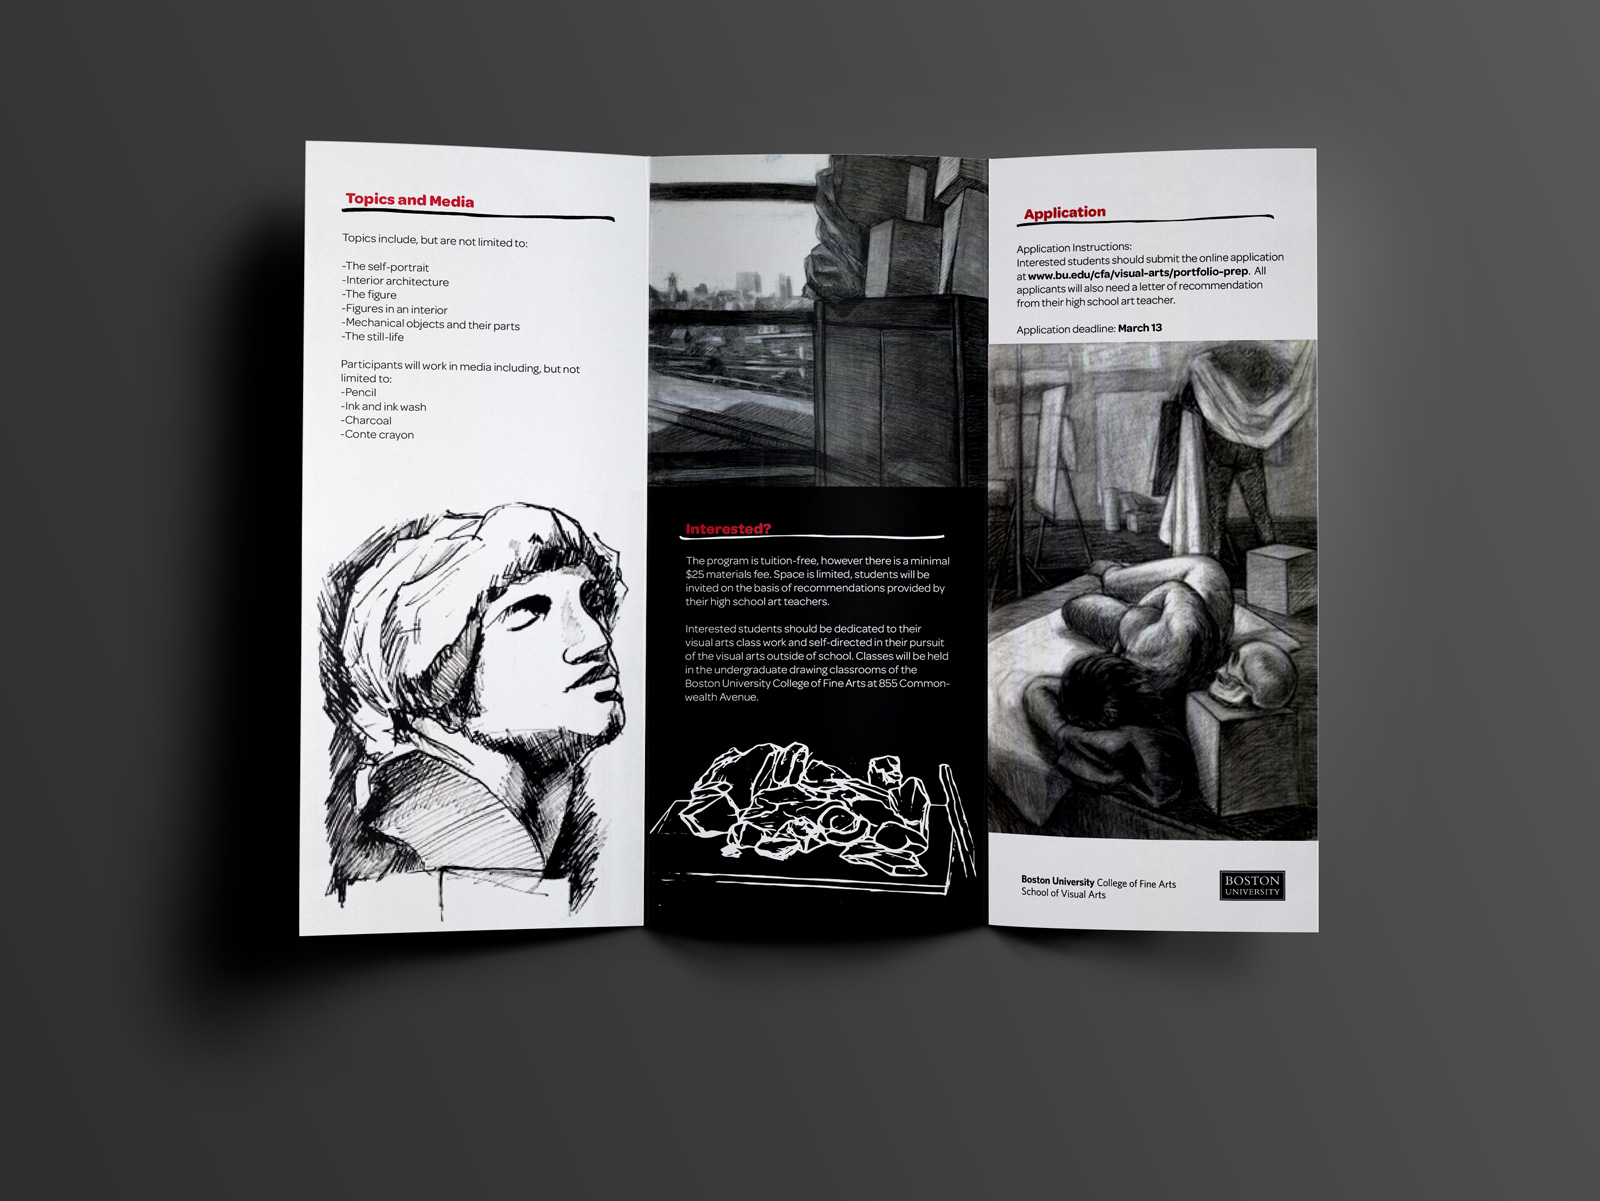 Topics and Media
Topics include, but are not limited to:
-The self-portrait
-Interior architecture
-The figure
-Figures in an interior
-Mechanical objects and their parts
-The still-life
Participants will work in media including, but not
limited to:
-Pencil
-Ink and ink wash
-Charcoal
-Conte crayon
Interested?
The program is tuition-free, however there is a minimal
$25 materials fee. Space is limited, students will be
invited on the basis of recommendations provided by
their high school art teachers.
Interested students should be dedicated to their
visual arts class work and self-directed in their pursuit
of the visual arts outside of school. Classes will be held
in the undergraduate drawing classrooms of the
Boston University College of Fine Arts at 855 Common-
wealth Avenue.
Application
Application Instructions:
Interested students should submit the online application
at www.bu.edu/cfa/visual-arts/portfolio-prep. All
applicants will also need a letter of recommendation
from their high school art teacher.
Application deadline: March 13
Boston University College of Fine Arts
School of Visual Arts
BOSTON
UNIVERSITY